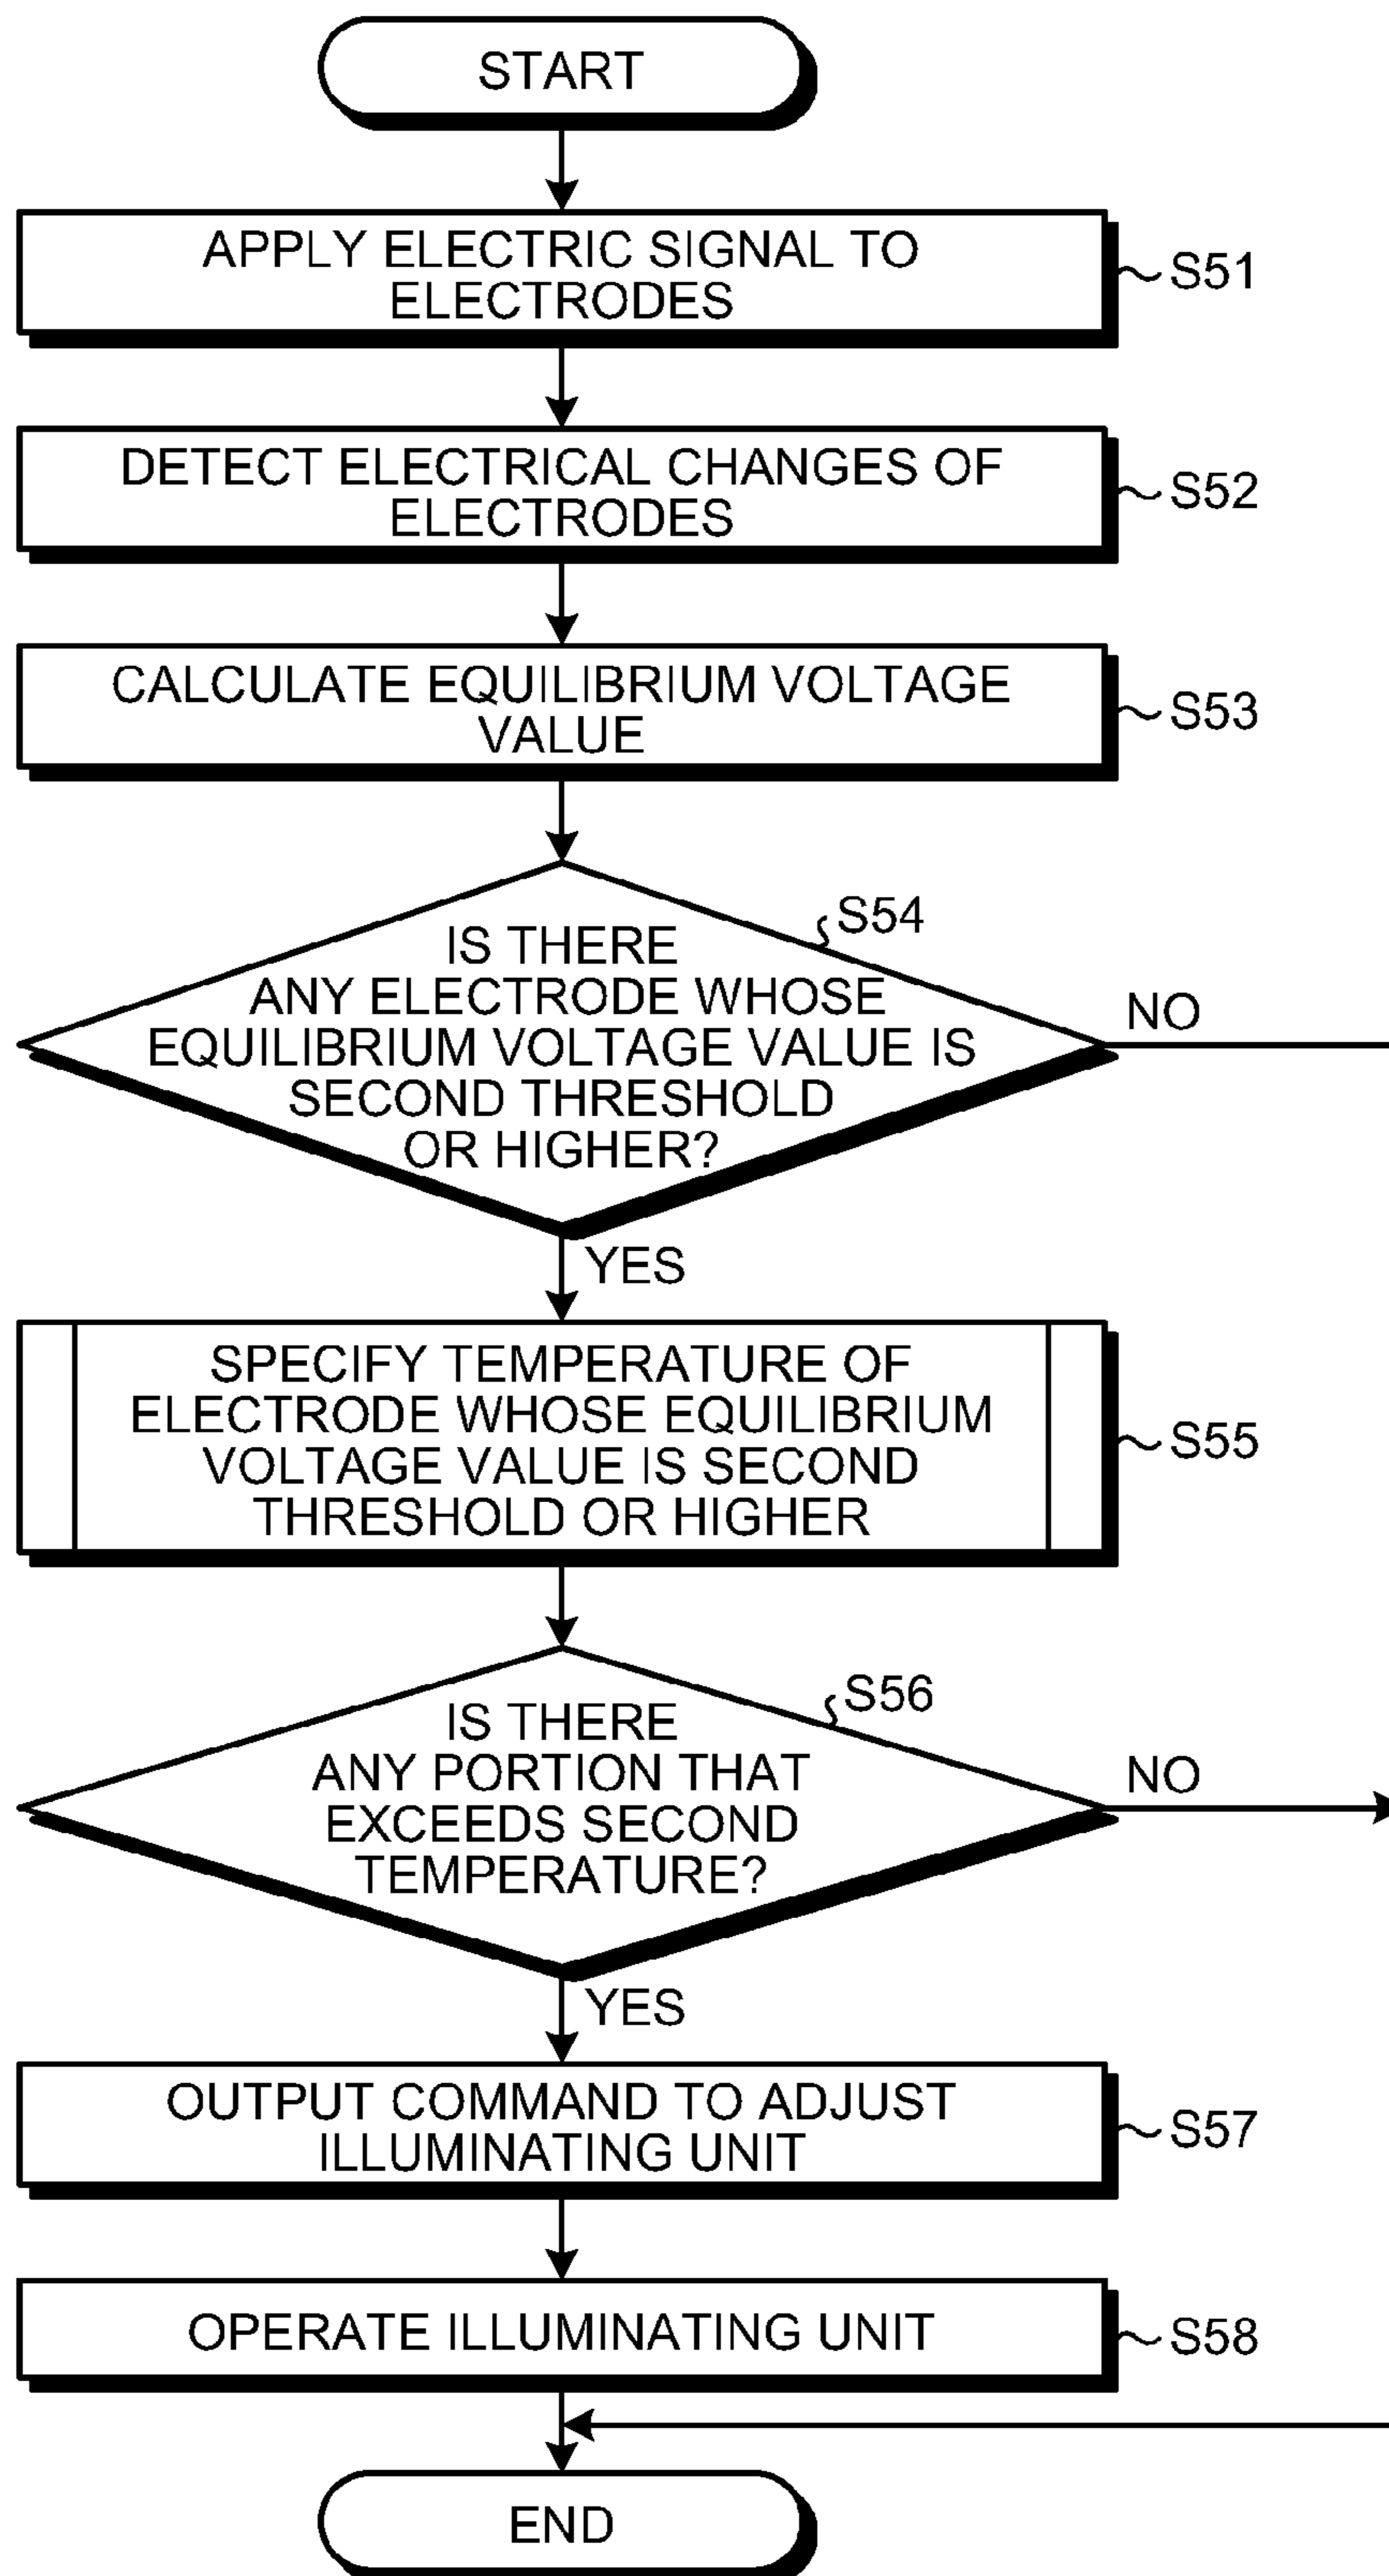 START
APPLY ELECTRIC SIGNAL TO
ELECTRODES
S51
DETECT ELECTRICAL CHANGES OF
ELECTRODES
S52
CALCULATE EQUILIBRIUM VOLTAGE
VALUE
S53
S54
IS THERE
ANY ELECTRODE WHOSE
EQUILIBRIUM VOLTAGE VALUE IS
SECOND THRESHOLD
OR HIGHER?
NO
YES
SPECIFY TEMPERATURE OF
ELECTRODE WHOSE EQUILIBRIUM
VOLTAGE VALUE IS SECOND
THRESHOLD OR HIGHER
S55
S56
IS THERE
ANY PORTION THAT
EXCEEDS SECOND
TEMPERATURE?
NO
YES
OUTPUT COMMAND TO ADJUST
ILLUMINATING UNIT
S57
OPERATE ILLUMINATING UNIT
S58
END